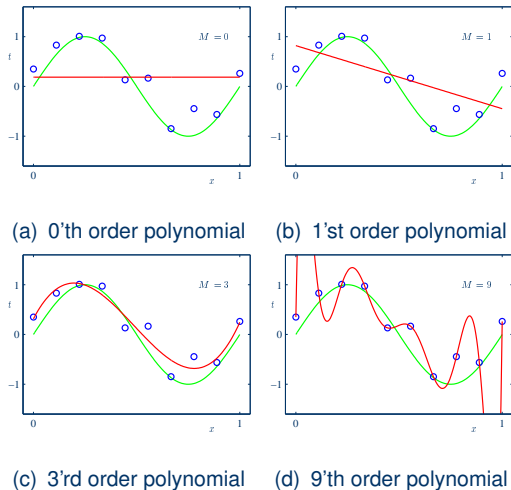 M = 0
t
1
0
−1
0
x
1
M = 1
t
1
0
−1
0
x
1
(a) 0'th order polynomial
(b) 1'st order polynomial
M = 3
t
1
0
−1
0
x
1
M = 9
t
1
0
−1
0
x
1
(c) 3'rd order polynomial
(d) 9'th order polynomial